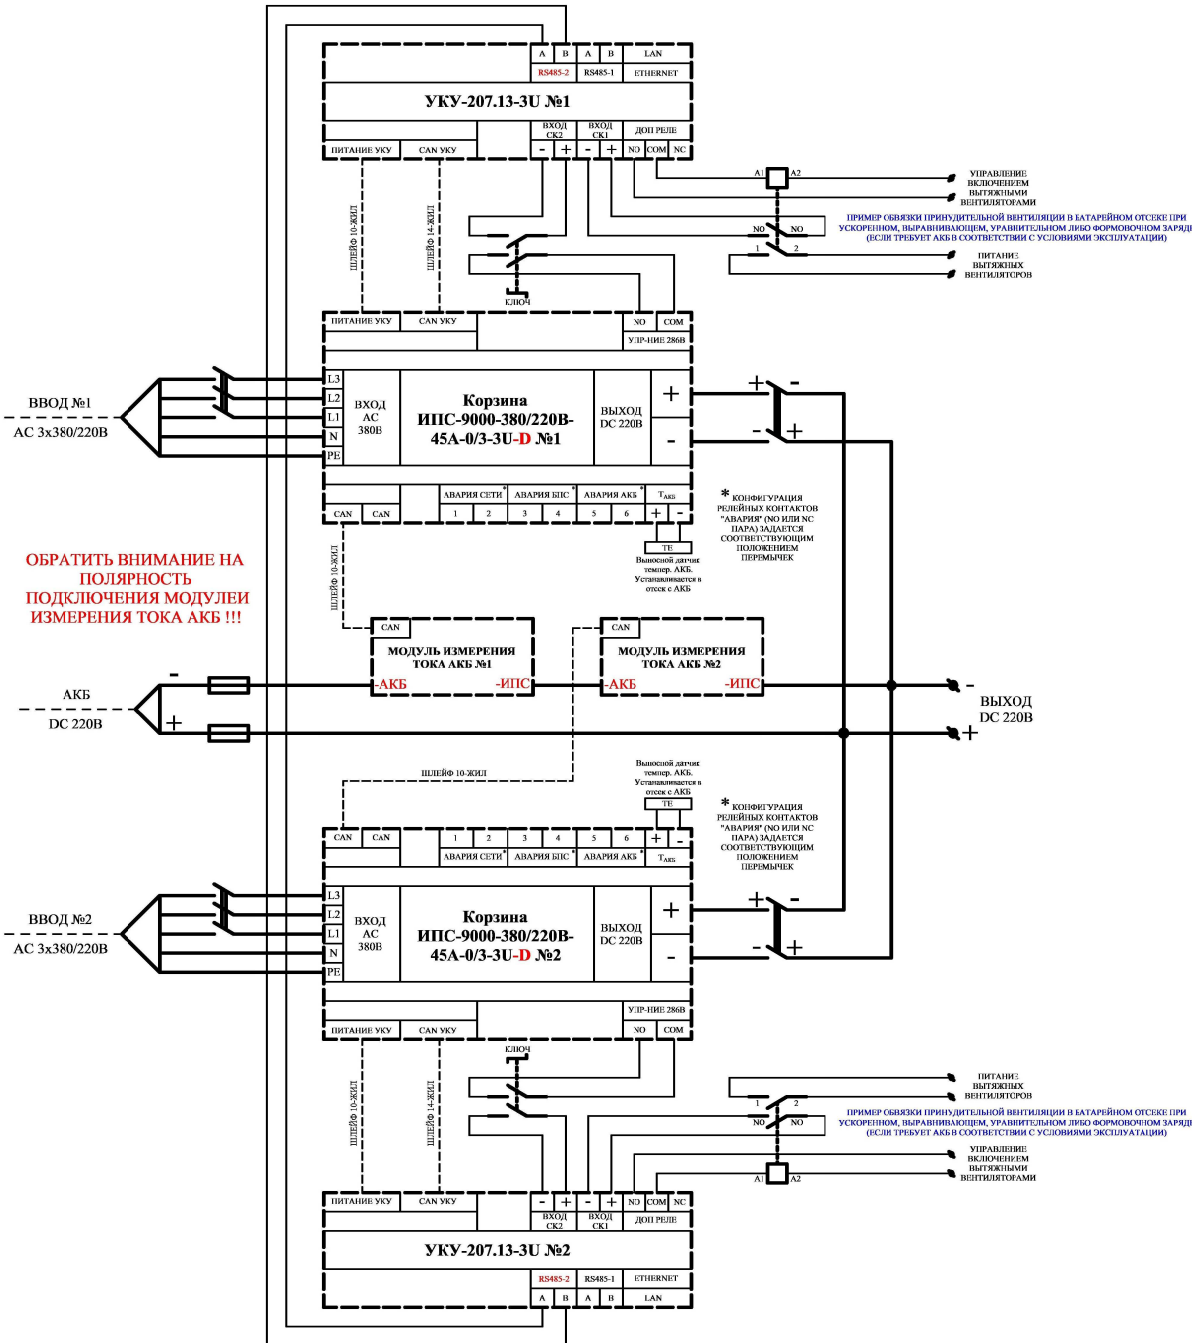 A B A B LAN
RS485-2 RS485-1 ETHERNET
УКУ-207.13-3U №1
ВХОД СК2 ВХОД СК1 ДОП РЕЛЕ
ПИТАНИЕ УКУ CAN УКУ - + - + NO COM NC
ШЛЕЙФ 10-ЖИЛ
ШЛЕЙФ 14-ЖИЛ
A1 A2
УПРАВЛЕНИЕ
ВКЛЮЧЕНИЕМ
ВЫТЯЖНЫМИ
ВЕНТИЛЯТОРАМИ
ПРИМЕР ОБВЯЗКИ ПРИНУДИТЕЛЬНОЙ ВЕНТИЛЯЦИИ В БАТАРЕЙНОМ ОТСЕКЕ ПРИ
УСКОРЕННОМ, ВЫРАВНИВАЮЩЕМ, УРАВНИТЕЛЬНОМ ЛИБО ФОРМОВОЧНОМ ЗАРЯДЕ
(ЕСЛИ ТРЕБУЕТ АКБ В СООТВЕТСТВИИ С УСЛОВИЯМИ ЭКСПЛУАТАЦИИ)
NO NO
1 2
ПИТАНИЕ
ВЫТЯЖНЫХ
ВЕНТИЛЯТОРОВ
КЛЮЧ
ПИТАНИЕ УКУ CAN УКУ NO COM
УПР-НИЕ 286В
ВВОД №1
АС 3x380/220В
L3
L2
L1
N
PE
ВХОД
АС
380В
Корзина
ИПС-9000-380/220В-
45А-0/3-3U-D №1
ВЫХОД
DC 220В
+
-
+ -
- +
АВАРИЯ СЕТИ* АВАРИЯ БПС* АВАРИЯ АКБ* TАКБ
CAN CAN 1 2 3 4 5 6 + -
TE
Выносной датчик
темпер. АКБ.
Устанавливается в
отсек с АКБ
* КОНФИГУРАЦИЯ
РЕЛЕЙНЫХ КОНТАКТОВ
"АВАРИЯ" (NO ИЛИ NC
ПАРА) ЗАДАЕТСЯ
СООТВЕТСТВУЮЩИМ
ПОЛОЖЕНИЕМ
ПЕРЕМЫЧЕК
ШЛЕЙФ 10-ЖИЛ
ОБРАТИТЬ ВНИМАНИЕ НА
ПОЛЯРНОСТЬ
ПОДКЛЮЧЕНИЯ МОДУЛЕЙ
ИЗМЕРЕНИЯ ТОКА АКБ !!!
CAN
МОДУЛЬ ИЗМЕРЕНИЯ
ТОКА АКБ №1
-АКБ -ИПС
CAN
МОДУЛЬ ИЗМЕРЕНИЯ
ТОКА АКБ №2
-АКБ -ИПС
АКБ
DC 220В
-
+
-
+
ВЫХОД
DC 220В
ШЛЕЙФ 10-ЖИЛ
Выносной датчик
темпер. АКБ.
Устанавливается в
отсек с АКБ
TE
* КОНФИГУРАЦИЯ
РЕЛЕЙНЫХ КОНТАКТОВ
"АВАРИЯ" (NO ИЛИ NC
ПАРА) ЗАДАЕТСЯ
СООТВЕТСТВУЮЩИМ
ПОЛОЖЕНИЕМ
ПЕРЕМЫЧЕК
CAN CAN 1 2 3 4 5 6 + -
АВАРИЯ СЕТИ* АВАРИЯ БПС* АВАРИЯ АКБ* TАКБ
ВВОД №2
АС 3x380/220В
L3
L2
L1
N
PE
ВХОД
АС
380В
Корзина
ИПС-9000-380/220В-
45А-0/3-3U-D №2
ВЫХОД
DC 220В
+
-
+ -
- +
УПР-НИЕ 286В
ПИТАНИЕ УКУ CAN УКУ NO COM
КЛЮЧ
ШЛЕЙФ 10-ЖИЛ
ШЛЕЙФ 14-ЖИЛ
ПИТАНИЕ
ВЫТЯЖНЫХ
ВЕНТИЛЯТОРОВ
1 2
NO NO
ПРИМЕР ОБВЯЗКИ ПРИНУДИТЕЛЬНОЙ ВЕНТИЛЯЦИИ В БАТАРЕЙНОМ ОТСЕКЕ ПРИ
УСКОРЕННОМ, ВЫРАВНИВАЮЩЕМ, УРАВНИТЕЛЬНОМ ЛИБО ФОРМОВОЧНОМ ЗАРЯДЕ
(ЕСЛИ ТРЕБУЕТ АКБ В СООТВЕТСТВИИ С УСЛОВИЯМИ ЭКСПЛУАТАЦИИ)
УПРАВЛЕНИЕ
ВКЛЮЧЕНИЕМ
ВЫТЯЖНЫМИ
ВЕНТИЛЯТОРАМИ
A1 A2
ПИТАНИЕ УКУ CAN УКУ - + - + NO COM NC
ВХОД СК2 ВХОД СК1 ДОП РЕЛЕ
УКУ-207.13-3U №2
RS485-2 RS485-1 ETHERNET
A B A B LAN